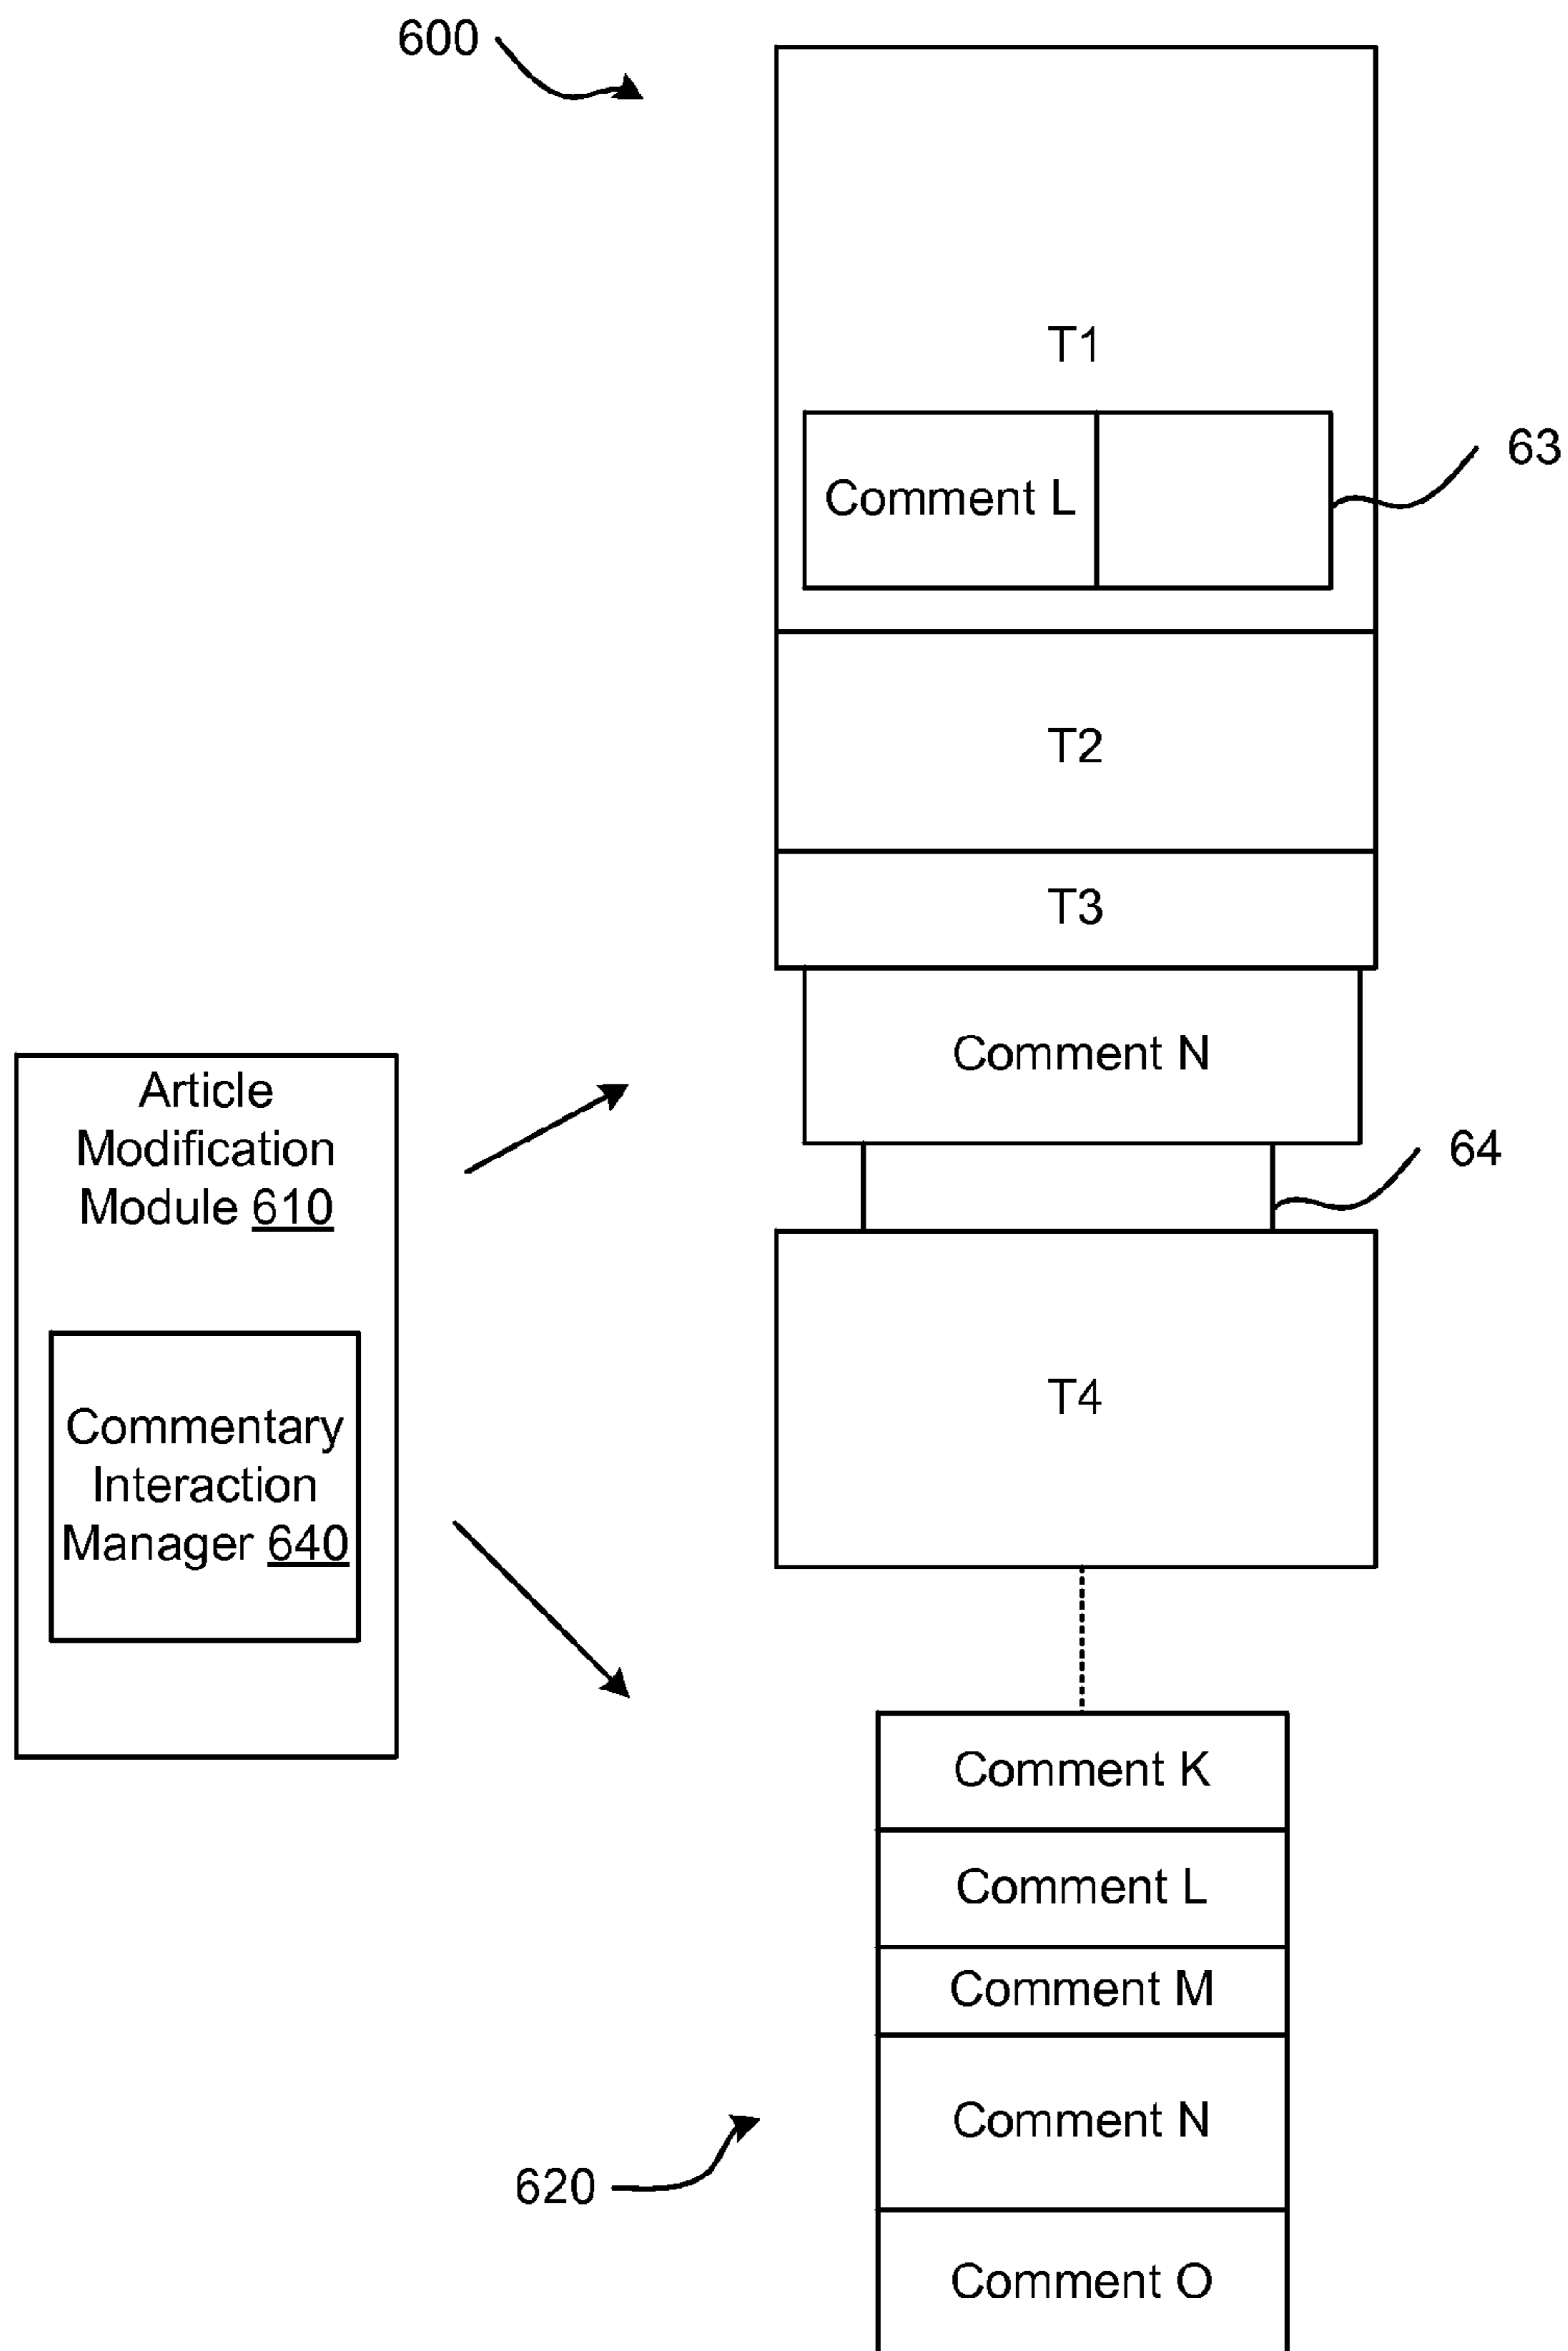 600
T1
Comment L
63
T2
T3
Comment N
64
Article
Modification
Module 610
Commentary
Interaction
Manager 640
T4
Comment K
Comment L
Comment M
Comment N
620
Comment O